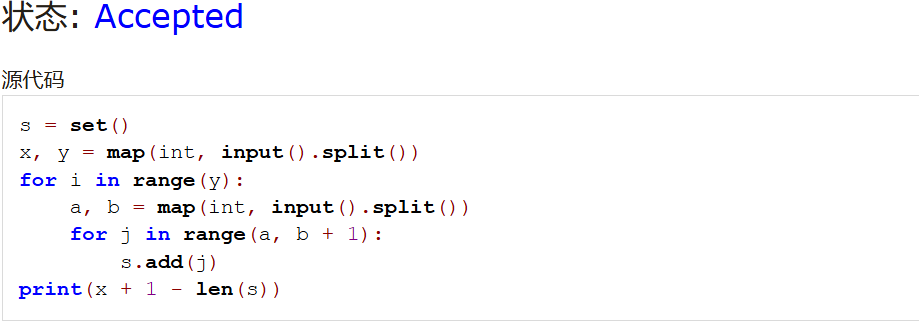 状态: Accepted
源代码
s = set()
x, y = map(int, input().split())
for i in range(y):
    a, b = map(int, input().split())
    for j in range(a, b + 1):
        s.add(j)
print(x + 1 - len(s))